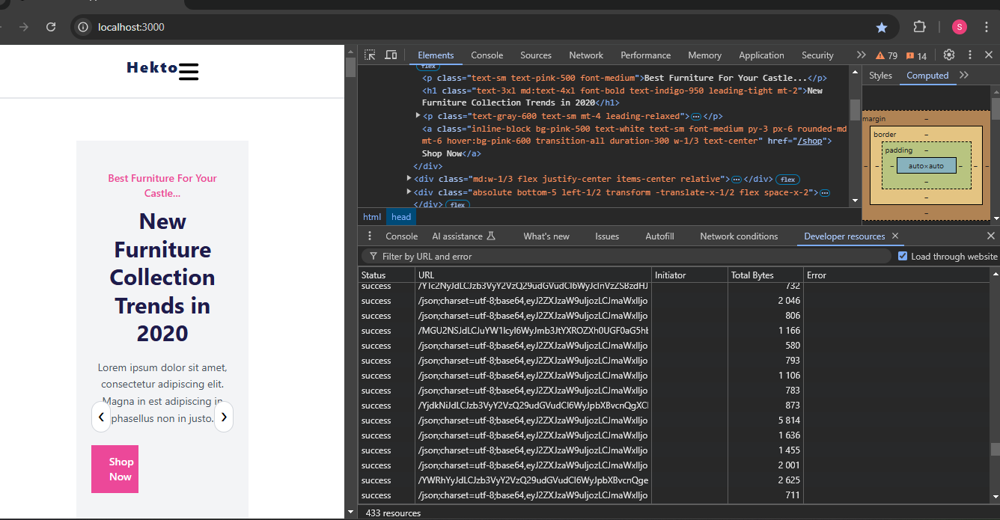 localhost:3000
S
Hekto
Best Furniture For Your
Castle...
New
Furniture
Collection
Trends in
2020
Lorem ipsum dolor sit amet,
consectetur adipiscing elit.
Magna in est adipiscing in
phasellus non in justo.
Shop
Now
Elements Console Sources Network Performance Memory Application Security 79 14
flex
<p class="text-sm text-pink-500 font-medium">Best Furniture For Your Castle...</p>
<h1 class="text-3xl md:text-4xl font-bold text-indigo-950 leading-tight mt-2">New
Furniture Collection Trends in 2020</h1>
<p class="text-gray-600 text-sm mt-4 leading-relaxed">…</p>
<a class="inline-block bg-pink-500 text-white text-sm font-medium py-3 px-6 rounded-md
mt-6 hover:bg-pink-600 transition-all duration-300 w-1/3 text-center" href="/shop">
Shop Now</a>
</div>
<div class="md:w-1/3 flex justify-center items-center relative">…</div> flex
<div class="absolute bottom-5 left-1/2 transform -translate-x-1/2 flex space-x-2">…
</div> flex
html head
Styles Computed
margin –
border –
padding –
– – – auto×auto – – –
–
–
–
Console AI assistance What's new Issues Autofill Network conditions Developer resources
Filter by URL and error Load through website
Status URL Initiator Total Bytes Error
success 732
success /json;charset=utf-8;base64,eyJ2ZXJzaW9uIjozLCJmaWxlIjo 2 046
success /json;charset=utf-8;base64,eyJ2ZXJzaW9uIjozLCJmaWxlIjo 806
success /MGU2NSJdLCJuYW1lcyI6WyJmb3JtYXROZXh0UGF0aG5h 1 166
success /json;charset=utf-8;base64,eyJ2ZXJzaW9uIjozLCJmaWxlIjo 580
success /json;charset=utf-8;base64,eyJ2ZXJzaW9uIjozLCJmaWxlIjo 793
success /json;charset=utf-8;base64,eyJ2ZXJzaW9uIjozLCJmaWxlIjo 1 106
success /json;charset=utf-8;base64,eyJ2ZXJzaW9uIjozLCJmaWxlIjo 783
success /YjdkNiJdLCJzb3VyY2VzQ29udGVudCI6WyJpbXBvcnQgXCI 873
success /json;charset=utf-8;base64,eyJ2ZXJzaW9uIjozLCJmaWxlIjo 5 814
success /json;charset=utf-8;base64,eyJ2ZXJzaW9uIjozLCJmaWxlIjo 1 636
success /json;charset=utf-8;base64,eyJ2ZXJzaW9uIjozLCJmaWxlIjo 1 455
success /json;charset=utf-8;base64,eyJ2ZXJzaW9uIjozLCJmaWxlIjo 2 001
success /YWRhYyJdLCJzb3VyY2VzQ29udGVudCI6WyJpbXBvcnQge 2 625
success /json;charset=utf-8;base64,eyJ2ZXJzaW9uIjozLCJmaWxlIjo 711
433 resources